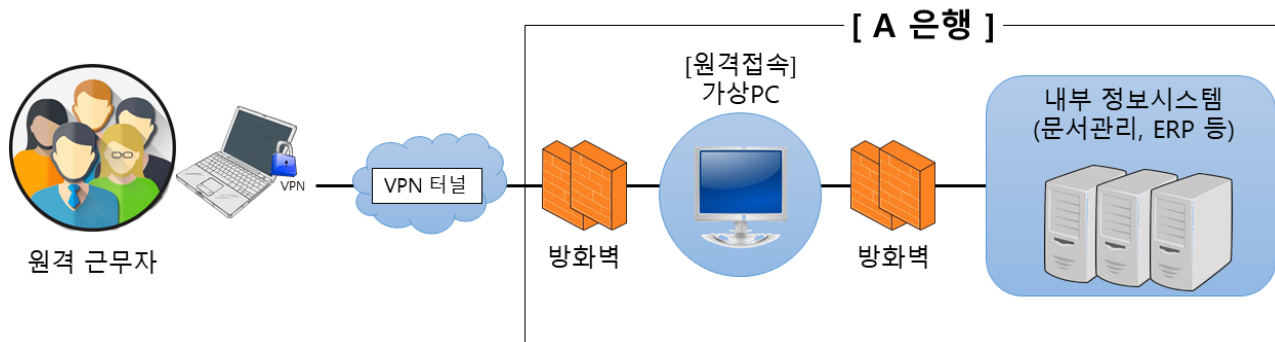 [ A 은행 ]
[원격접속]
가상PC
내부 정보시스템
(문서관리, ERP 등)
VPN
VPN 터널
원격 근무자
방화벽
방화벽